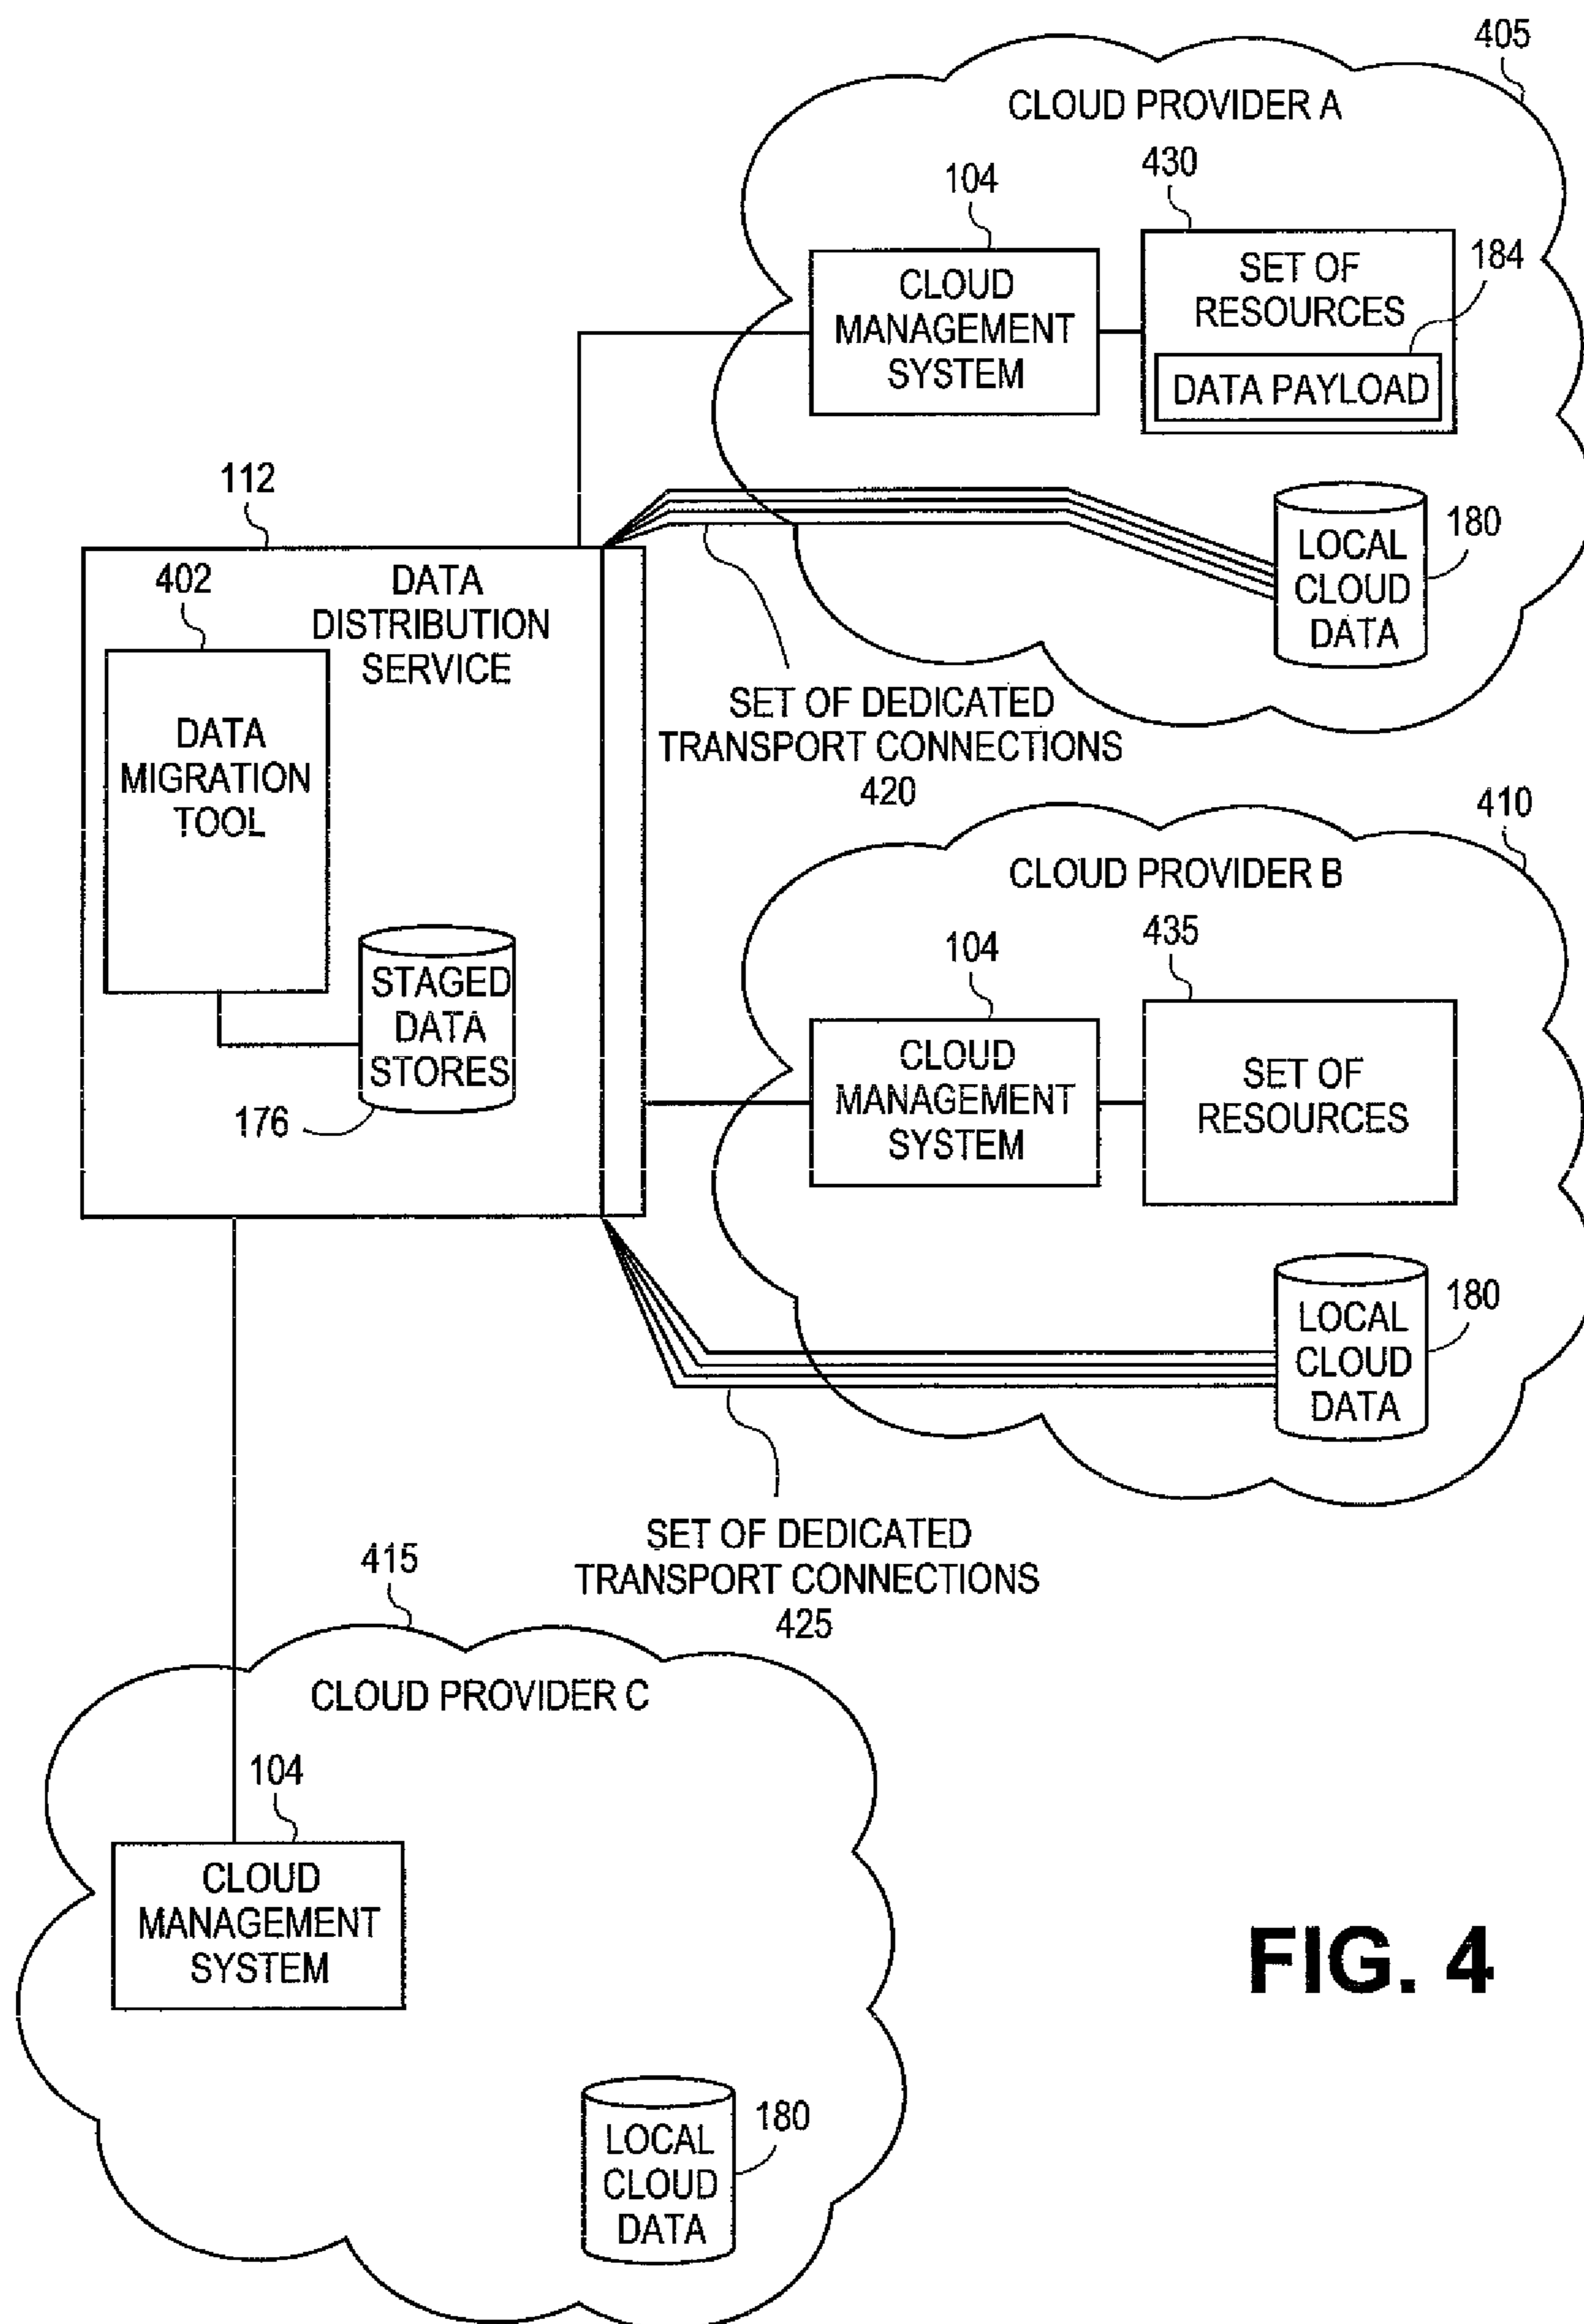 405
CLOUD PROVIDER A
104
430
184
CLOUD
MANAGEMENT
SYSTEM
SET OF
RESOURCES
DATA PAYLOAD
112
402
DATA
DISTRIBUTION
SERVICE
DATA
MIGRATION
TOOL
STAGED
DATA
STORES
176
LOCAL
CLOUD
DATA
180
SET OF DEDICATED
TRANSPORT CONNECTIONS
420
410
CLOUD PROVIDER B
104
435
CLOUD
MANAGEMENT
SYSTEM
SET OF
RESOURCES
LOCAL
CLOUD
DATA
180
SET OF DEDICATED
TRANSPORT CONNECTIONS
425
415
CLOUD PROVIDER C
104
CLOUD
MANAGEMENT
SYSTEM
LOCAL
CLOUD
DATA
180
FIG. 4